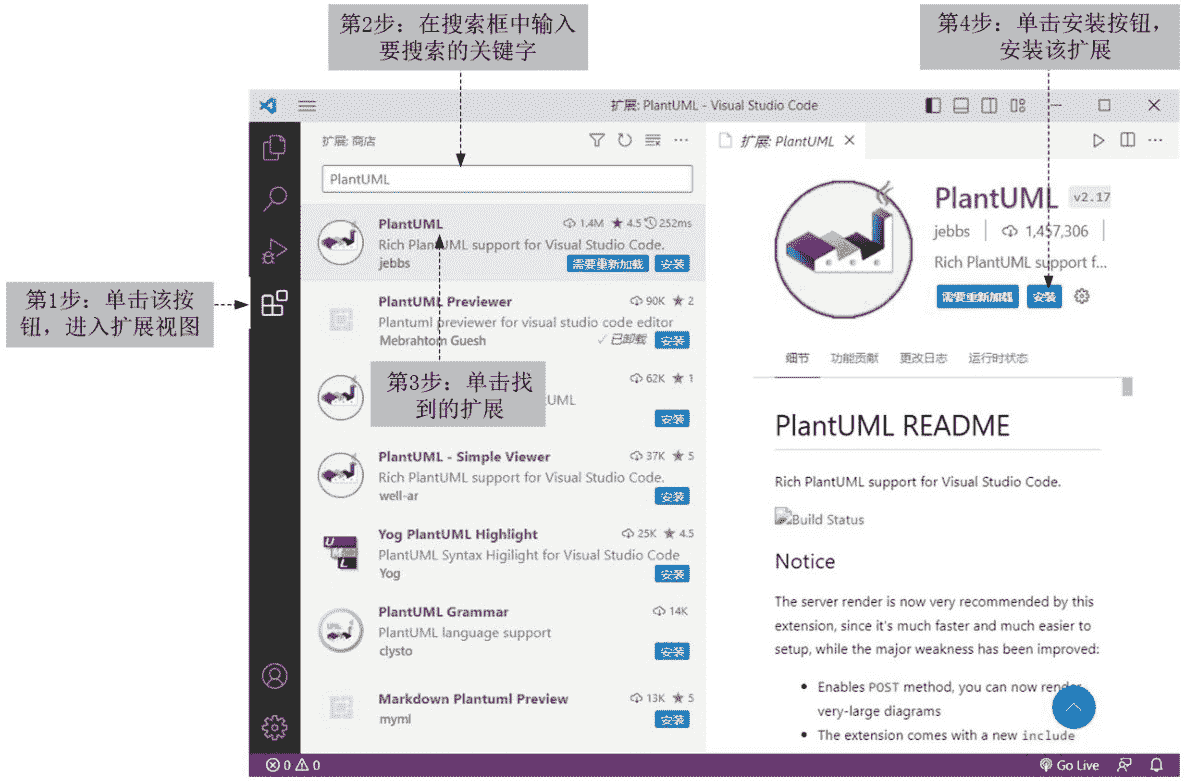 第2步：在搜索框中输入
要搜索的关键字
第4步：单击安装按钮，
安装该扩展
扩展: PlantUML - Visual Studio Code
扩展: 商店
扩展: PlantUML
PlantUML
PlantUML 1.4M 4.5 252ms
Rich PlantUML support for Visual Studio Code.
jebbs 需要重新加载 安装
第1步：单击该按
钮，进入扩展视图
PlantUML Previewer 90K 2
Plantuml previewer for visual studio code editor
Mebrahtom Guesh 已卸载 安装
第3步：单击找
到的扩展
62K 1
UML
安装
PlantUML - Simple Viewer 37K 5
Rich PlantUML support for Visual Studio Code.
well-ar 安装
Yog PlantUML Highlight 25K 4.5
PlantUML Syntax Higilight for Visual Studio Code
Yog 安装
PlantUML Grammar 14K
PlantUML language support
clysto 安装
Markdown Plantuml Preview 13K 5
myml 安装
PlantUML v2.17
jebbs 1,457,306
Rich PlantUML support f...
需要重新加载 安装
细节 功能贡献 更改日志 运行时状态
PlantUML README
Rich PlantUML support for Visual Studio Code.
Build Status
Notice
The server render is now very recommended by this
extension, since it's much faster and much easier to
setup, while the major weakness has been improved:
• Enables POST method, you can now render
very-large diagrams
• The extension comes with a new include
0 0 Go Live